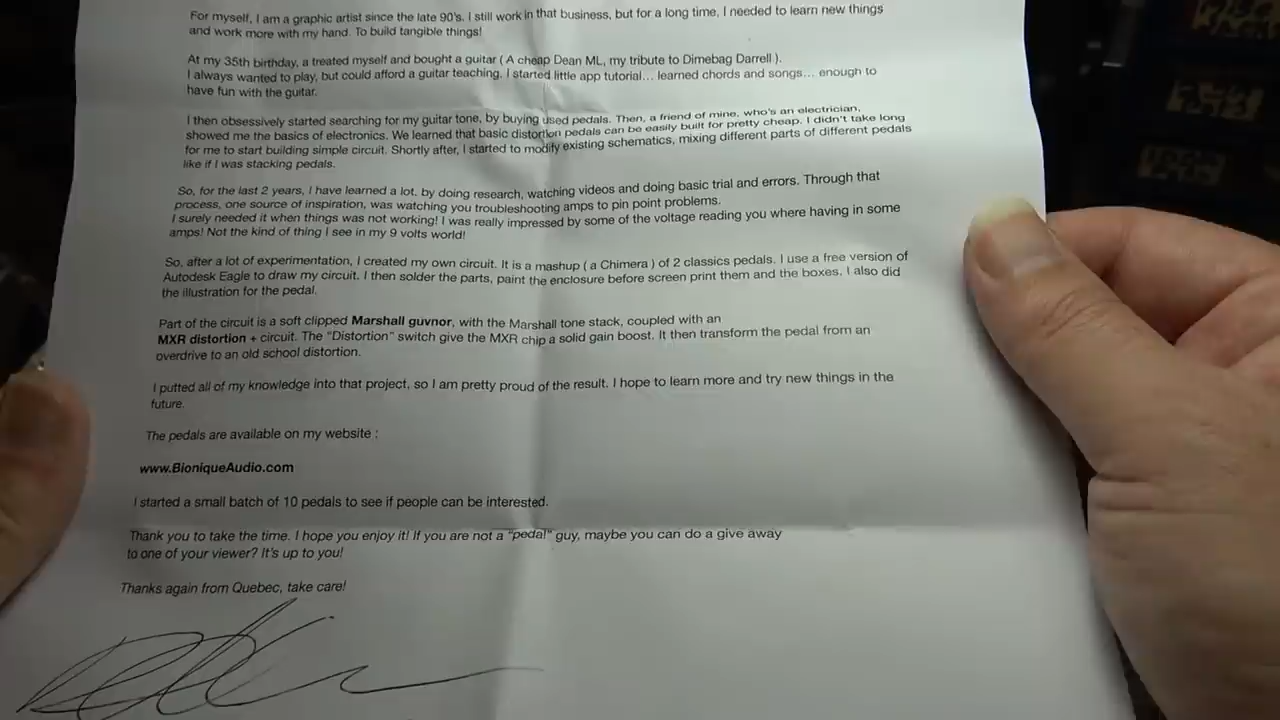 For myself, I am a graphic artist since the late 90's. I still work in that business, but for a long time, I needed to learn new things
and work more with my hand. To build tangible things!
At my 35th birthday, a treated myself and bought a guitar ( A cheap Dean ML, my tribute to Dimebag Darrell ).
I always wanted to play, but could afford a guitar teaching. I started little app tutorial... learned chords and songs... enough to
have fun with the guitar.
I then obsessively started searching for my guitar tone, by buying used pedals. Then, a friend of mine, who's an electrician,
showed me the basics of electronics. We learned that basic distortion pedals can be easily built for pretty cheap. I didn't take long
for me to start building simple circuit. Shortly after, I started to modify existing schematics, mixing different parts of different pedals
like if I was stacking pedals.
So, for the last 2 years, I have learned a lot, by doing research, watching videos and doing basic trial and errors. Through that
process, one source of inspiration, was watching you troubleshooting amps to pin point problems.
I surely needed it when things was not working! I was really impressed by some of the voltage reading you where having in some
amps! Not the kind of thing I see in my 9 volts world!
So, after a lot of experimentation, I created my own circuit. It is a mashup ( a Chimera ) of 2 classics pedals. I use a free version of
Autodesk Eagle to draw my circuit. I then solder the parts, paint the enclosure before screen print them and the boxes. I also did
the illustration for the pedal.
Part of the circuit is a soft clipped Marshall guvnor, with the Marshall tone stack, coupled with an
MXR distortion + circuit. The "Distortion" switch give the MXR chip a solid gain boost. It then transform the pedal from an
overdrive to an old school distortion.
I putted all of my knowledge into that project, so I am pretty proud of the result. I hope to learn more and try new things in the
future.
The pedals are available on my website :
www.BioniqueAudio.com
I started a small batch of 10 pedals to see if people can be interested.
Thank you to take the time. I hope you enjoy it! If you are not a "pedal" guy, maybe you can do a give away
to one of your viewer? It's up to you!
Thanks again from Quebec, take care!